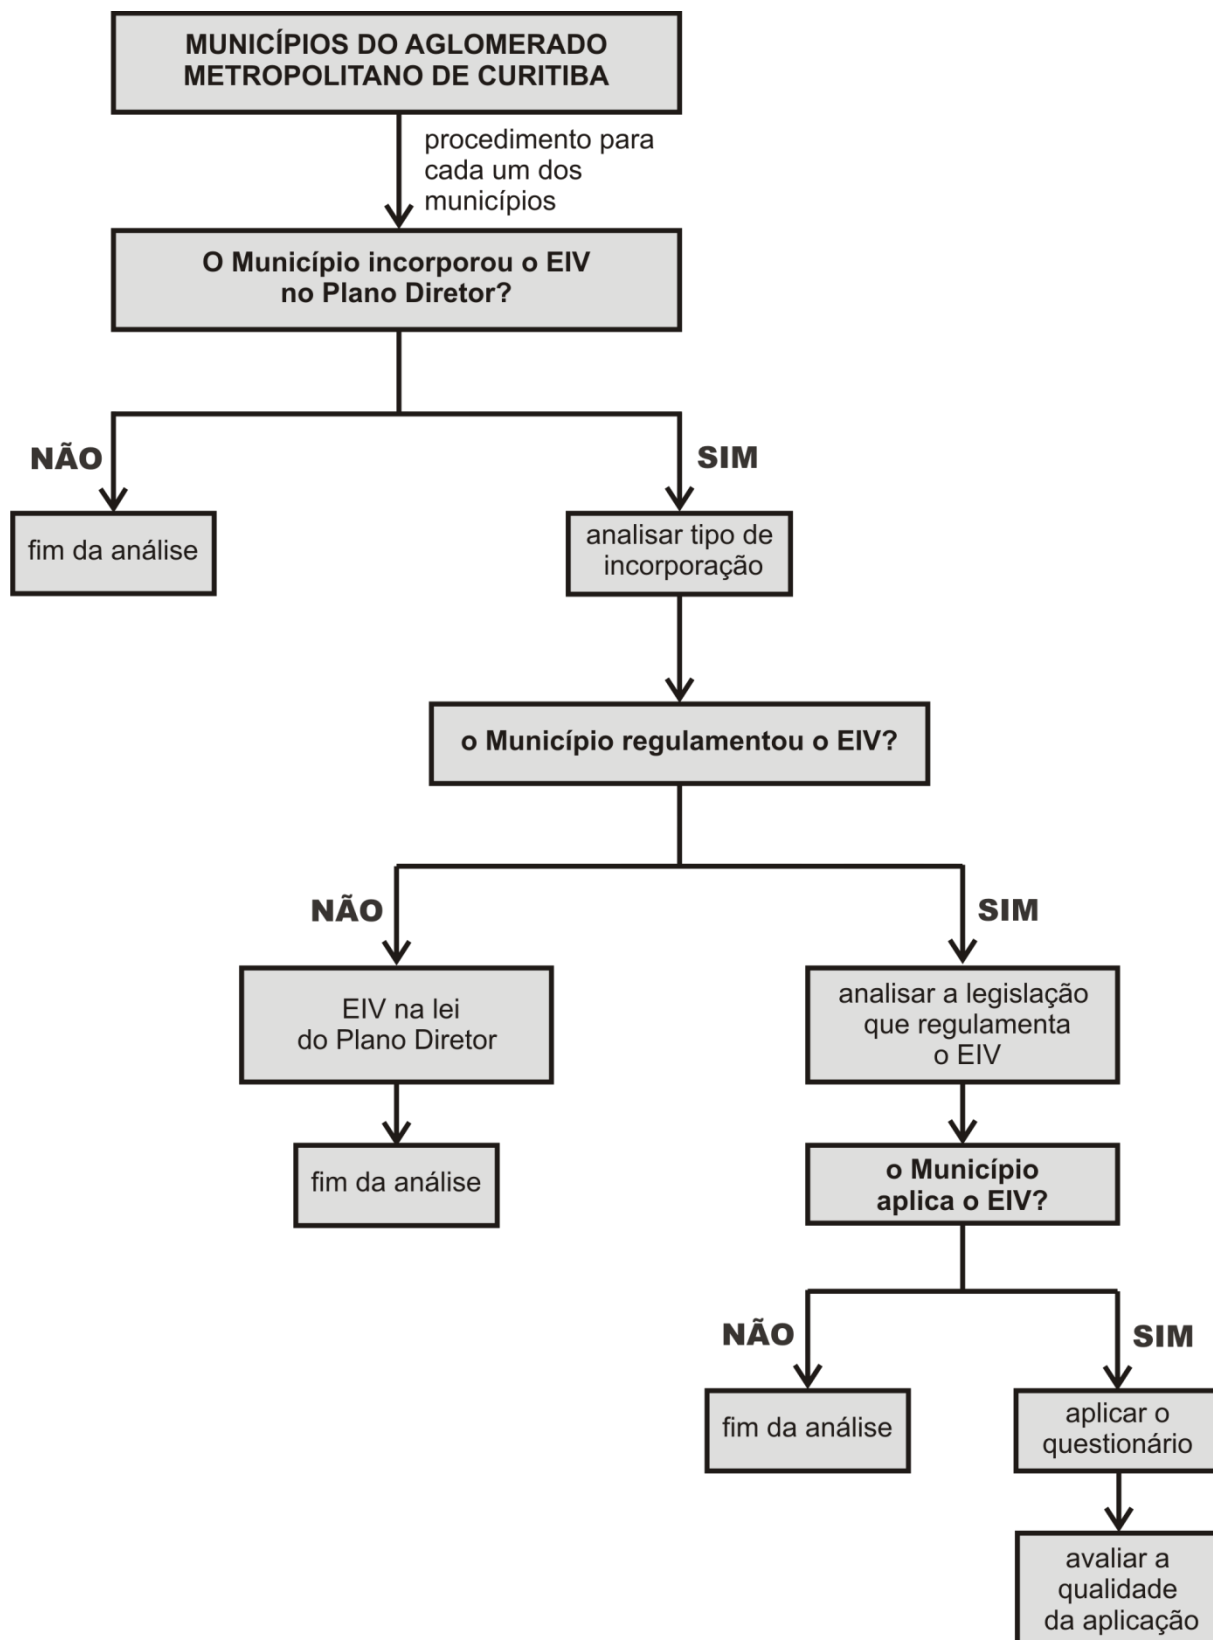 MUNICÍPIOS DO AGLOMERADO
METROPOLITANO DE CURITIBA
procedimento para
cada um dos
municípios
O Município incorporou o EIV
no Plano Diretor?
NÃO
SIM
fim da análise
analisar tipo de
incorporação
o Município regulamentou o EIV?
NÃO
SIM
EIV na lei
do Plano Diretor
analisar a legislação
que regulamenta
o EIV
fim da análise
o Município
aplica o EIV?
NÃO
SIM
fim da análise
aplicar o
questionário
avaliar a
qualidade
da aplicação